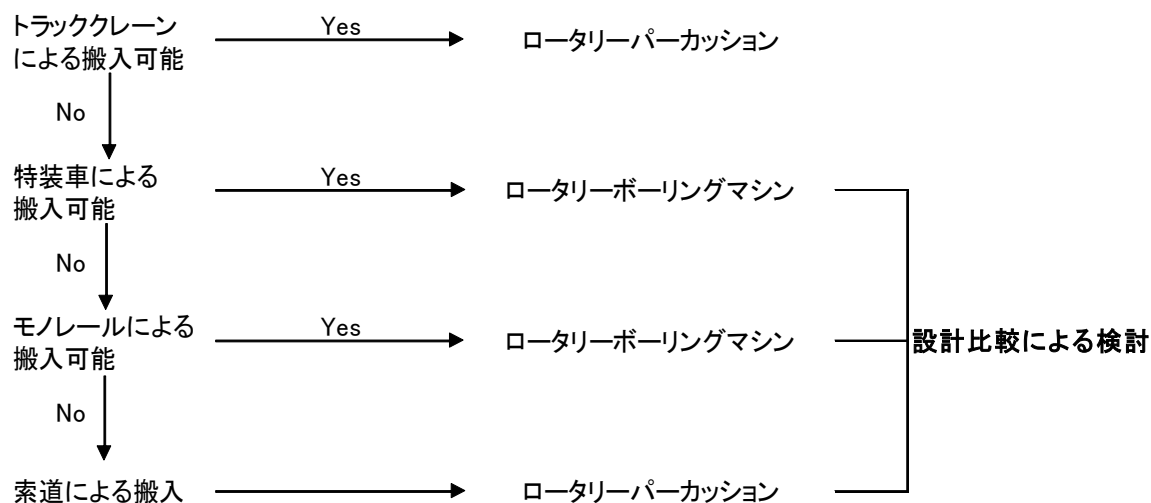 トラッククレーン
による搬入可能
Yes
ロータリーパーカッション
No
特装車による
搬入可能
Yes
ロータリーボーリングマシン
No
モノレールによる
搬入可能
Yes
ロータリーボーリングマシン
設計比較による検討
No
索道による搬入
ロータリーパーカッション